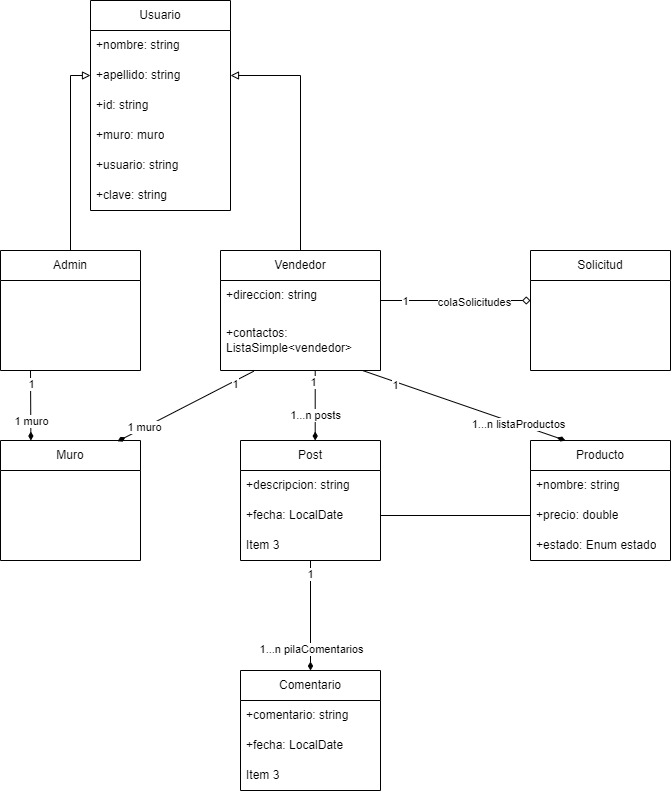 Usuario
+nombre: string
+apellido: string
+id: string
+muro: muro
+usuario: string
+clave: string
Admin
Vendedor
+direccion: string
+contactos:
ListaSimple<vendedor>
Solicitud
1
colaSolicitudes
1
1 muro
1
1 muro
1
1...n posts
1
1...n listaProductos
Muro
Post
+descripcion: string
+fecha: LocalDate
Item 3
Producto
+nombre: string
+precio: double
+estado: Enum estado
1
1...n pilaComentarios
Comentario
+comentario: string
+fecha: LocalDate
Item 3